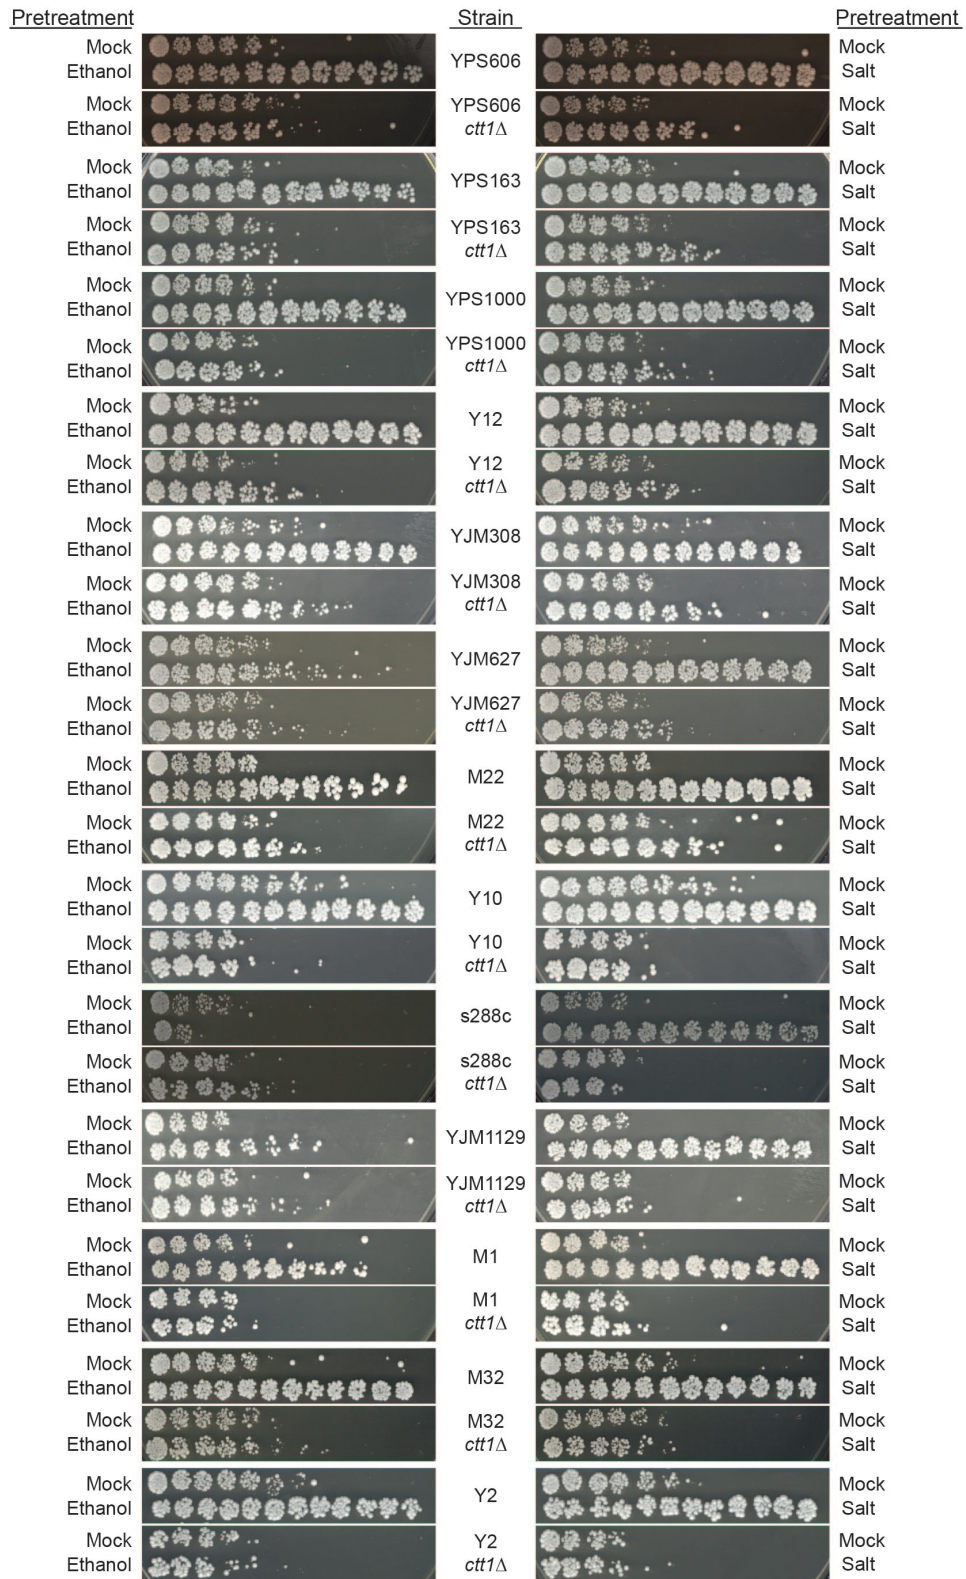 Pretreatment Strain Pretreatment
Mock Mock
YPS606
Ethanol Salt
Mock YPS606 Mock
Ethanol ctt1Δ Salt
Mock Mock
YPS163
Ethanol Salt
Mock YPS163 Mock
Ethanol ctt1Δ Salt
Mock Mock
YPS1000
Ethanol Salt
Mock YPS1000 Mock
Ethanol ctt1Δ Salt
Mock Mock
Y12
Ethanol Salt
Mock Y12 Mock
Ethanol ctt1Δ Salt
Mock Mock
YJM308
Ethanol Salt
Mock YJM308 Mock
Ethanol ctt1Δ Salt
Mock Mock
YJM627
Ethanol Salt
Mock YJM627 Mock
Ethanol ctt1Δ Salt
Mock Mock
M22
Ethanol Salt
Mock M22 Mock
Ethanol ctt1Δ Salt
Mock Mock
Y10
Ethanol Salt
Mock Y10 Mock
Ethanol ctt1Δ Salt
Mock Mock
s288c
Ethanol Salt
Mock s288c Mock
Ethanol ctt1Δ Salt
Mock Mock
YJM1129
Ethanol Salt
Mock YJM1129 Mock
Ethanol ctt1Δ Salt
Mock Mock
M1
Ethanol Salt
Mock M1 Mock
Ethanol ctt1Δ Salt
Mock Mock
M32
Ethanol Salt
Mock M32 Mock
Ethanol ctt1Δ Salt
Mock Mock
Y2
Ethanol Salt
Mock Y2 Mock
Ethanol ctt1Δ Salt